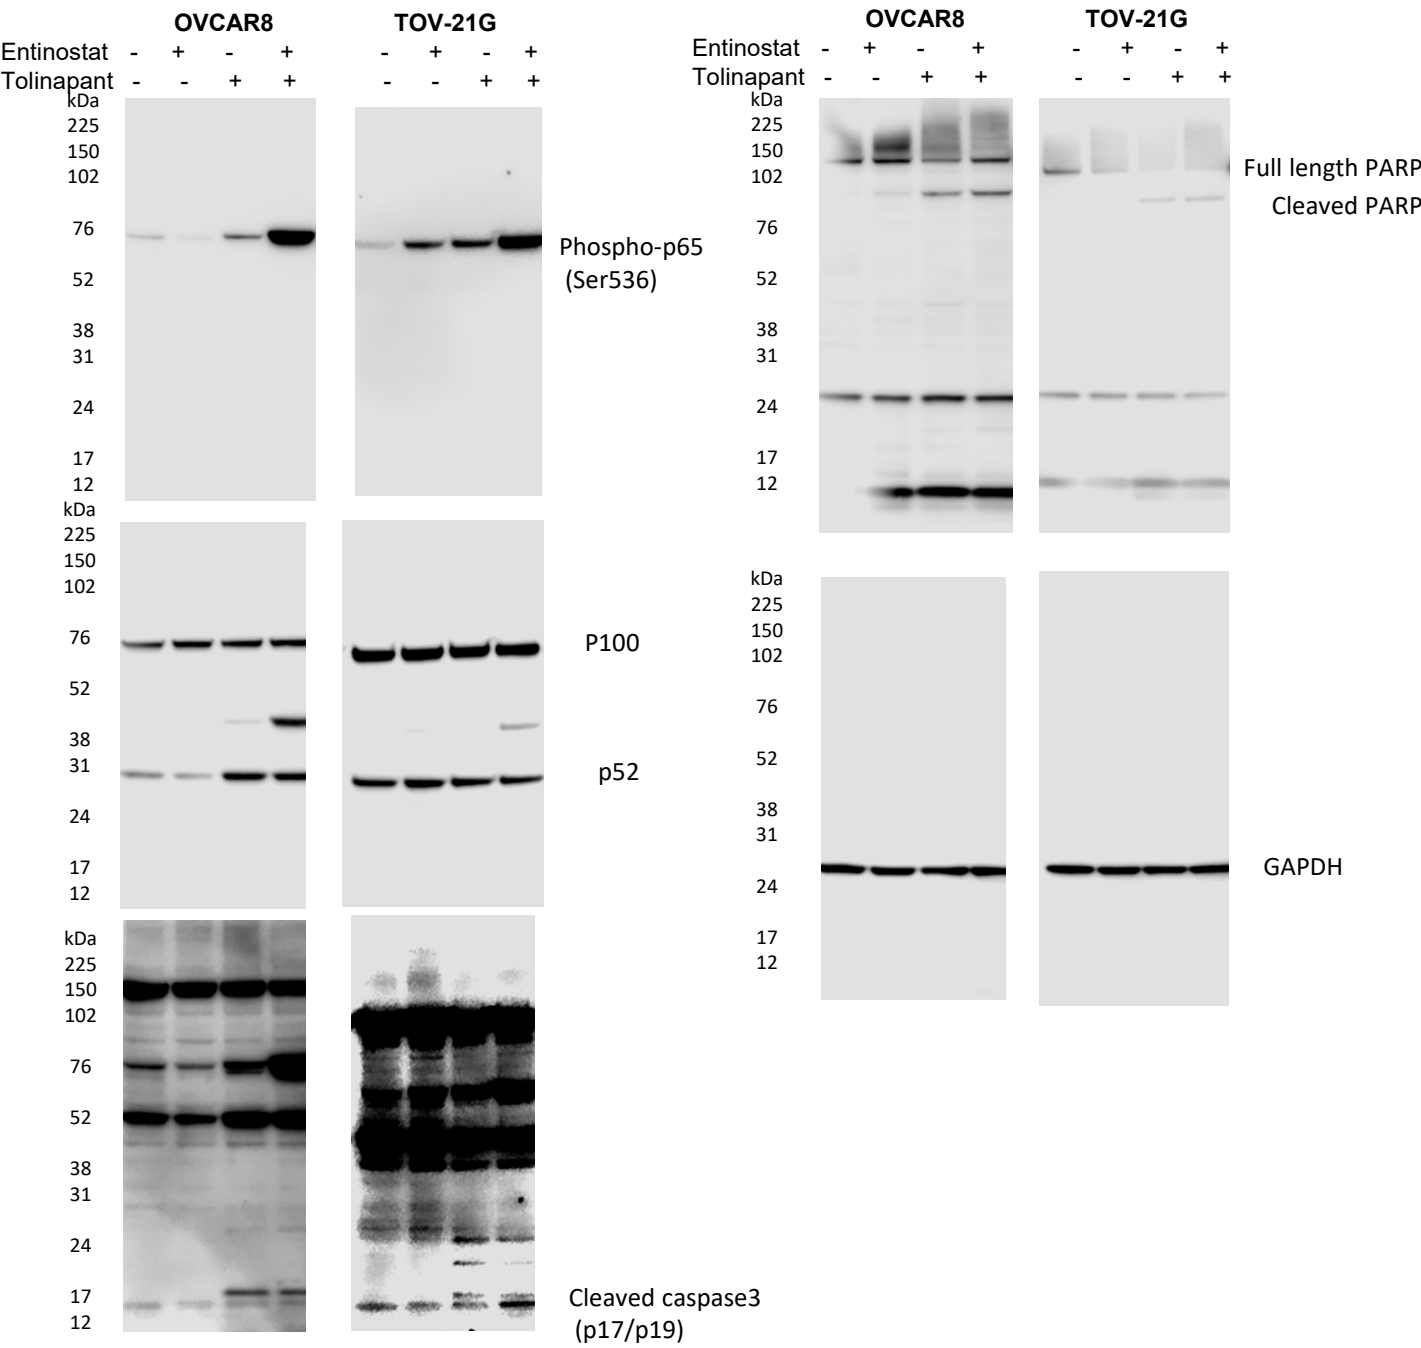 OVCAR8 TOV-21G
Entinostat - + - + - + - +
Tolinapant - - + + - - + +
kDa
225
150
102
76
52
38
31
24
17
12
Phospho-p65
(Ser536)
kDa
225
150
102
76
52
38
31
24
17
12
P100
p52
kDa
225
150
102
76
52
38
31
24
17
12
Cleaved caspase3
(p17/p19)
OVCAR8 TOV-21G
Entinostat - + - + - + - +
Tolinapant - - + + - - + +
kDa
225
150
102
76
52
38
31
24
17
12
Full length PARP
Cleaved PARP
kDa
225
150
102
76
52
38
31
24
17
12
GAPDH